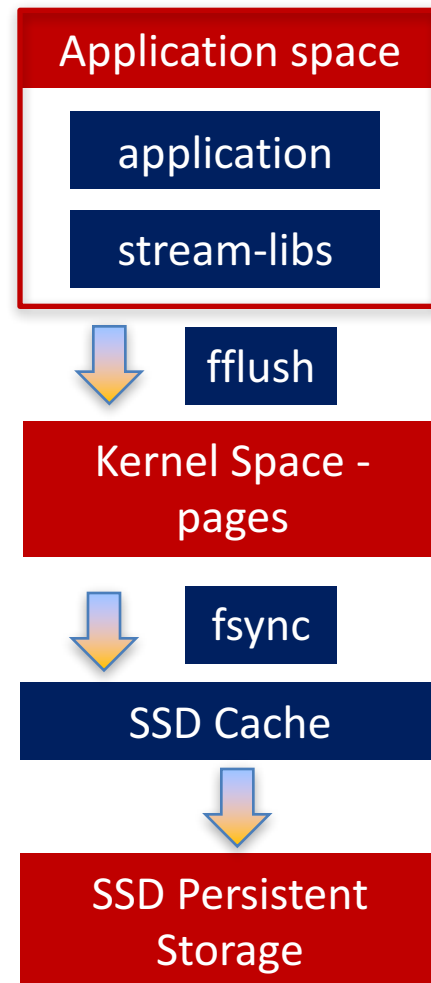 Application space
application
stream-libs
fflush
Kernel Space -
pages
fsync
SSD Cache
SSD Persistent
Storage